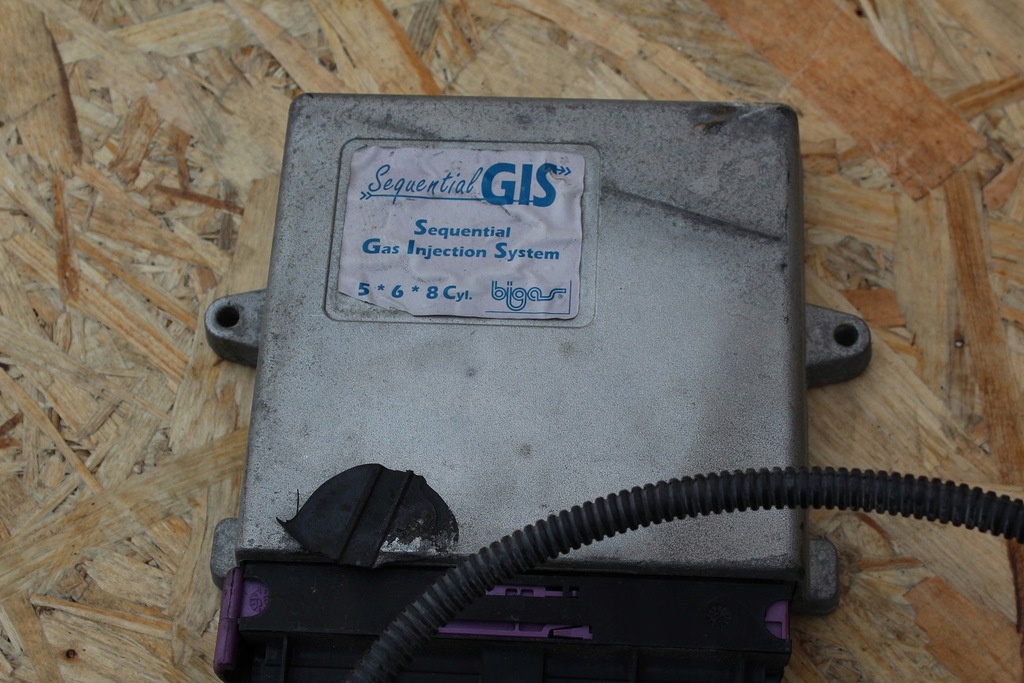 Sequential GIS
Sequential
Gas Injection System
5 * 6 * 8 Cyl. bigas